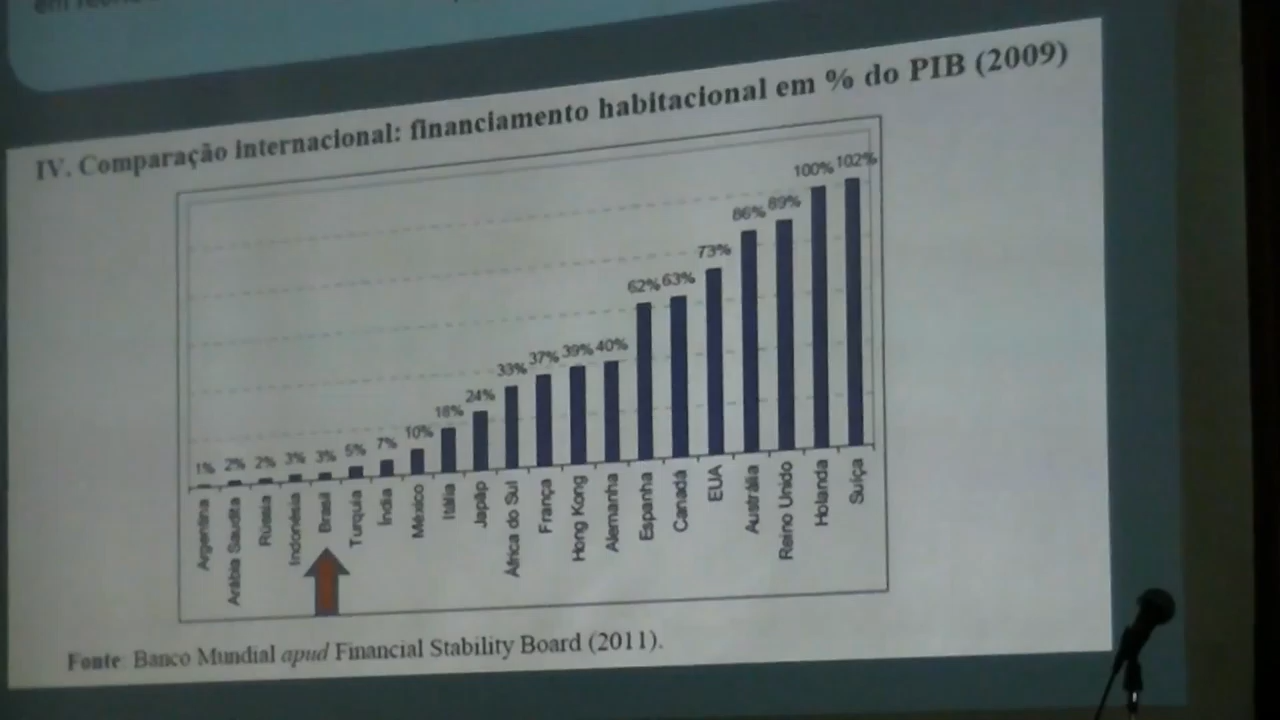 em
IV. Comparação internacional: financiamento habitacional em % do PIB (2009)
1% 2% 2% 3% 3% 5% 7% 10% 18% 24% 33% 37% 39% 40% 62% 63% 73% 86% 89% 100% 102%
Argentina Arábia Saudita Rússia Indonésia Brasil Turquia Índia México Itália Japão África do Sul França Hong Kong Alemanha Espanha Canadá EUA Austrália Reino Unido Holanda Suíça
Fonte Banco Mundial apud Financial Stability Board (2011).